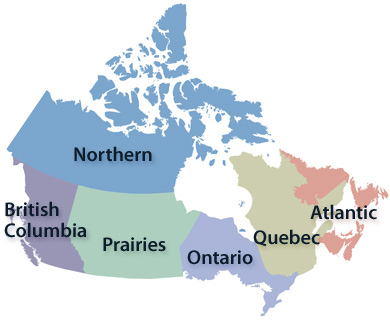 Northern
British
Columbia
Prairies
Ontario
Quebec
Atlantic